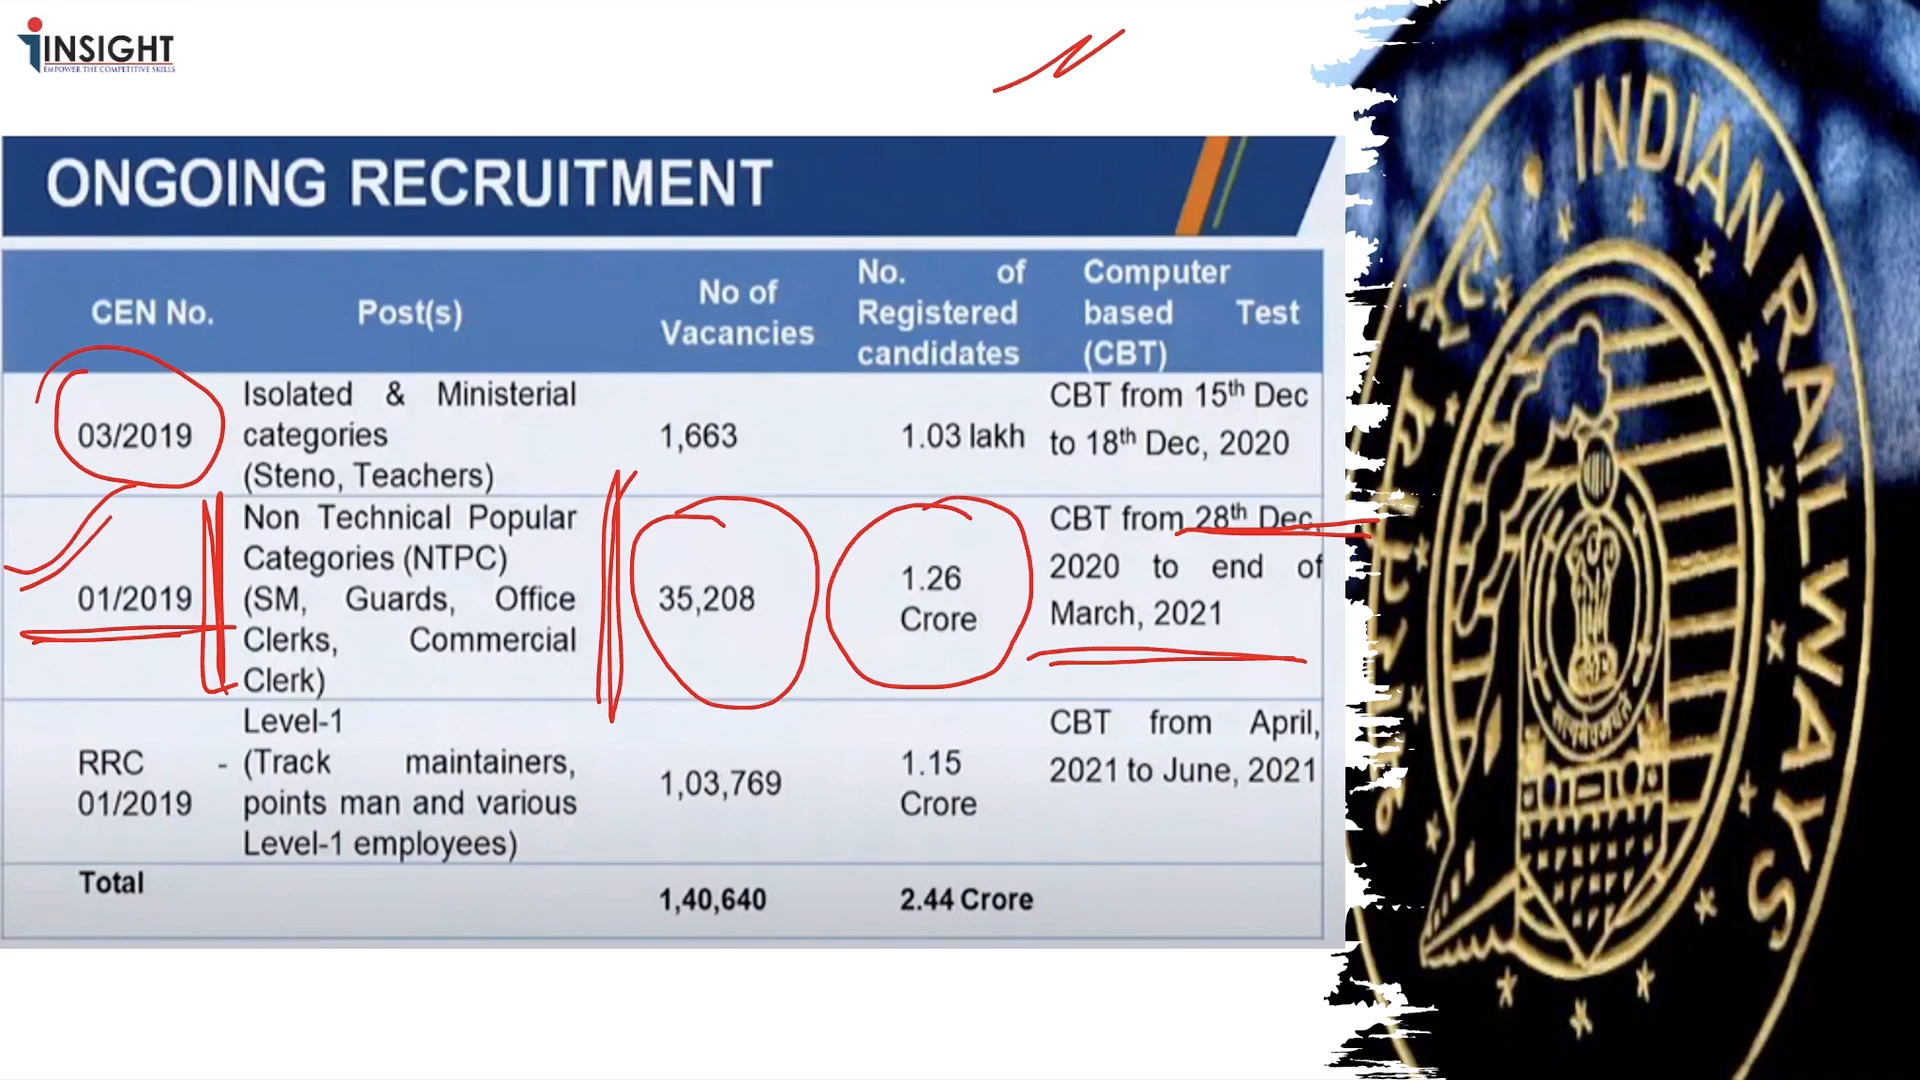 INSIGHT
EMPOWER THE COMPETITIVE SKILLS
ONGOING RECRUITMENT
CEN No.
Post(s)
No of
Vacancies
No. of
Registered
candidates
Computer
based Test
(CBT)
03/2019
Isolated & Ministerial
categories
(Steno, Teachers)
1,663
1.03 lakh
CBT from 15th Dec
to 18th Dec, 2020
01/2019
Non Technical Popular
Categories (NTPC)
(SM, Guards, Office
Clerks, Commercial
Clerk)
35,208
1.26
Crore
CBT from 28th Dec,
2020 to end of
March, 2021
RRC -
01/2019
Level-1
(Track maintainers,
points man and various
Level-1 employees)
1,03,769
1.15
Crore
CBT from April,
2021 to June, 2021
Total
1,40,640
2.44 Crore
INDIAN RAILWAYS
सत्यमेव जयते